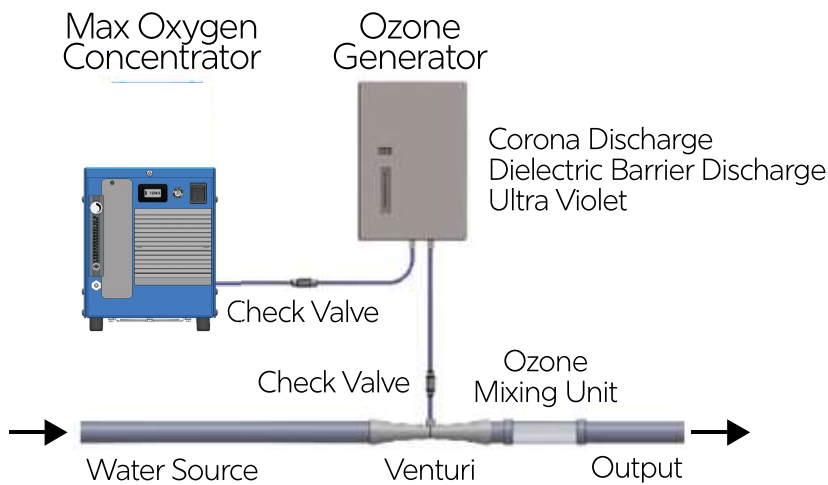 Max Oxygen
Concentrator
Ozone
Generator
Corona Discharge
Dielectric Barrier Discharge
Ultra Violet
Check Valve
Check Valve
Ozone
Mixing Unit
Water Source
Venturi
Output